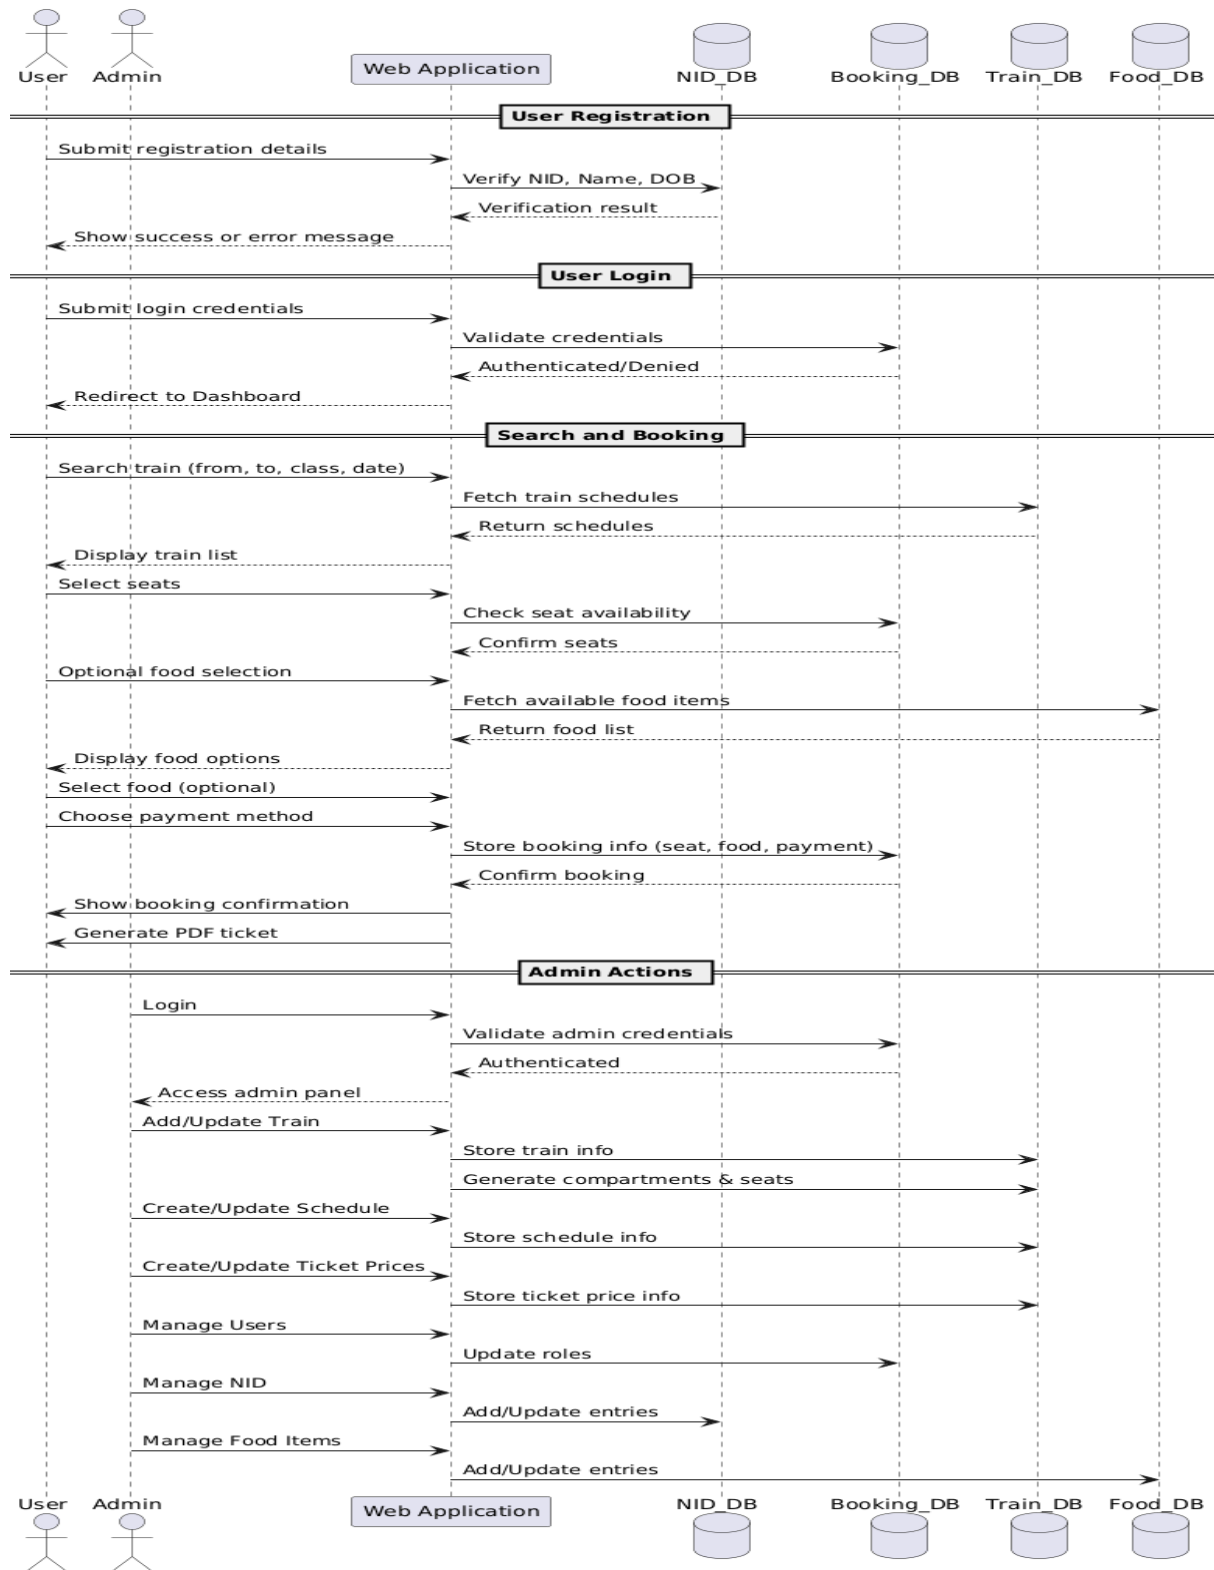 User
Admin
Web Application
NID_DB
Booking_DB
Train_DB
Food_DB
User Registration
Submit registration details
Verify NID, Name, DOB
Verification result
Show success or error message
User Login
Submit login credentials
Validate credentials
Authenticated/Denied
Redirect to Dashboard
Search and Booking
Search train (from, to, class, date)
Fetch train schedules
Return schedules
Display train list
Select seats
Check seat availability
Confirm seats
Optional food selection
Fetch available food items
Return food list
Display food options
Select food (optional)
Choose payment method
Store booking info (seat, food, payment)
Confirm booking
Show booking confirmation
Generate PDF ticket
Admin Actions
Login
Validate admin credentials
Authenticated
Access admin panel
Add/Update Train
Store train info
Generate compartments & seats
Create/Update Schedule
Store schedule info
Create/Update Ticket Prices
Store ticket price info
Manage Users
Update roles
Manage NID
Add/Update entries
Manage Food Items
Add/Update entries
User
Admin
Web Application
NID_DB
Booking_DB
Train_DB
Food_DB